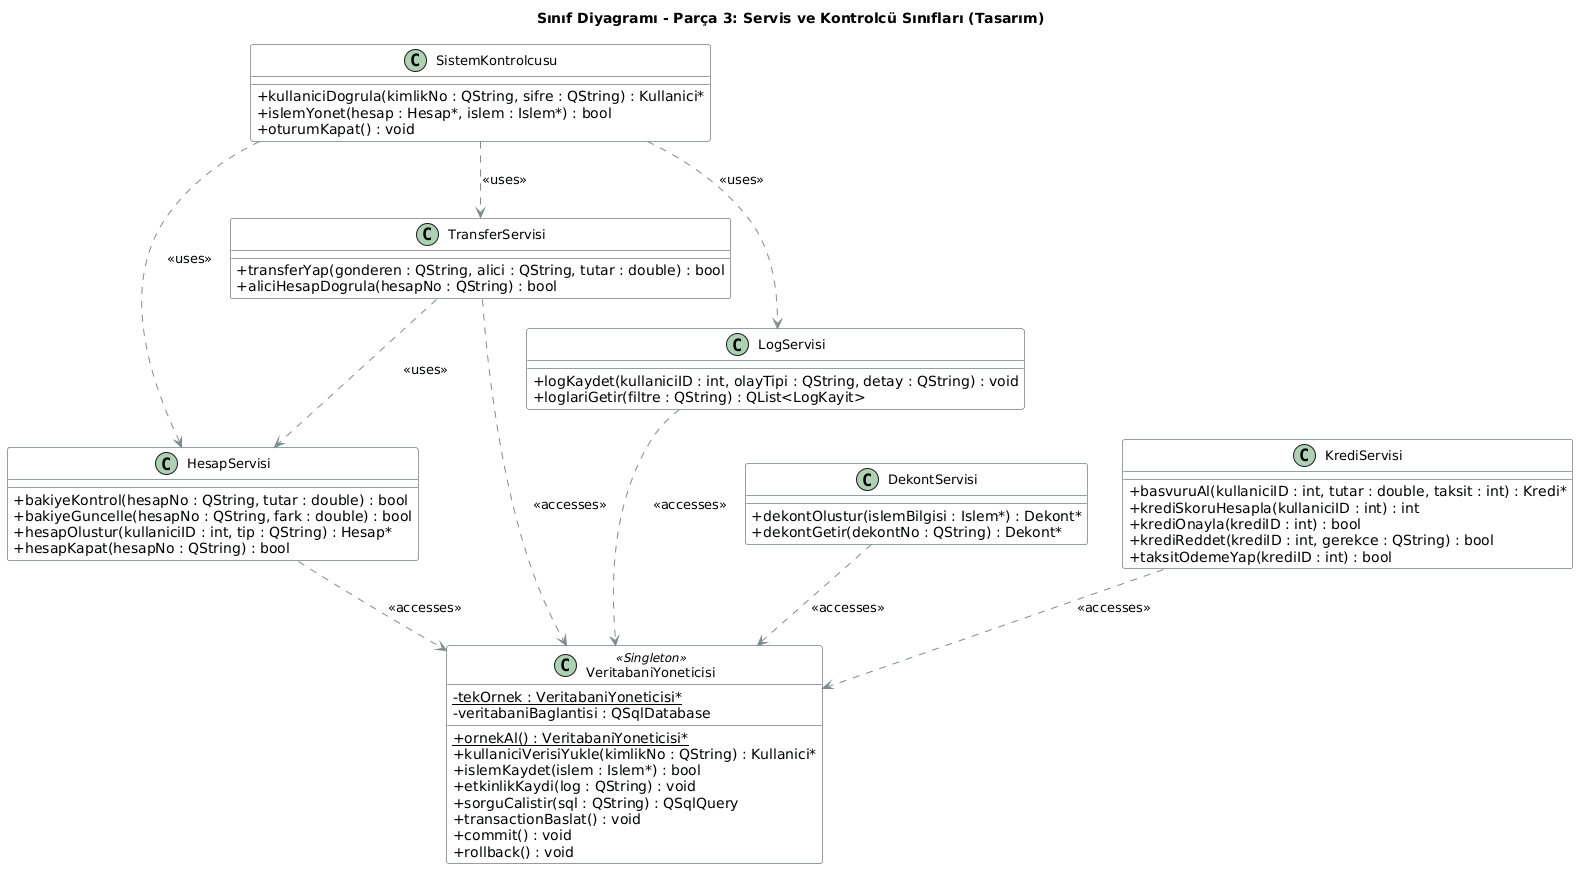 Sınıf Diyagramı - Parça 3: Servis ve Kontrolcü Sınıfları (Tasarım)
C SistemKontrolcusu
+kullaniciDogrula(kimlikNo : QString, sifre : QString) : Kullanici*
+islemYonet(hesap : Hesap*, islem : Islem*) : bool
+oturumKapat() : void
«uses»
«uses»
«uses»
C TransferServisi
+transferYap(gonderen : QString, alici : QString, tutar : double) : bool
+aliciHesapDogrula(hesapNo : QString) : bool
«uses»
C LogServisi
+logKaydet(kullaniciID : int, olayTipi : QString, detay : QString) : void
+loglariGetir(filtre : QString) : QList<LogKayit>
C HesapServisi
+bakiyeKontrol(hesapNo : QString, tutar : double) : bool
+bakiyeGuncelle(hesapNo : QString, fark : double) : bool
+hesapOlustur(kullaniciID : int, tip : QString) : Hesap*
+hesapKapat(hesapNo : QString) : bool
«accesses»
«accesses»
C DekontServisi
+dekontOlustur(islemBilgisi : Islem*) : Dekont*
+dekontGetir(dekontNo : QString) : Dekont*
C KrediServisi
+basvuruAl(kullaniciID : int, tutar : double, taksit : int) : Kredi*
+krediSkoruHesapla(kullaniciID : int) : int
+krediOnayla(krediID : int) : bool
+krediReddet(krediID : int, gerekce : QString) : bool
+taksitOdemeYap(krediID : int) : bool
«accesses»
«accesses»
«accesses»
C «Singleton»
VeritabaniYoneticisi
-tekOrnek : VeritabaniYoneticisi*
-veritabaniBaglantisi : QSqlDatabase
+ornekAl() : VeritabaniYoneticisi*
+kullaniciVerisiYukle(kimlikNo : QString) : Kullanici*
+islemKaydet(islem : Islem*) : bool
+etkinlikKaydi(log : QString) : void
+sorguCalistir(sql : QString) : QSqlQuery
+transactionBaslat() : void
+commit() : void
+rollback() : void